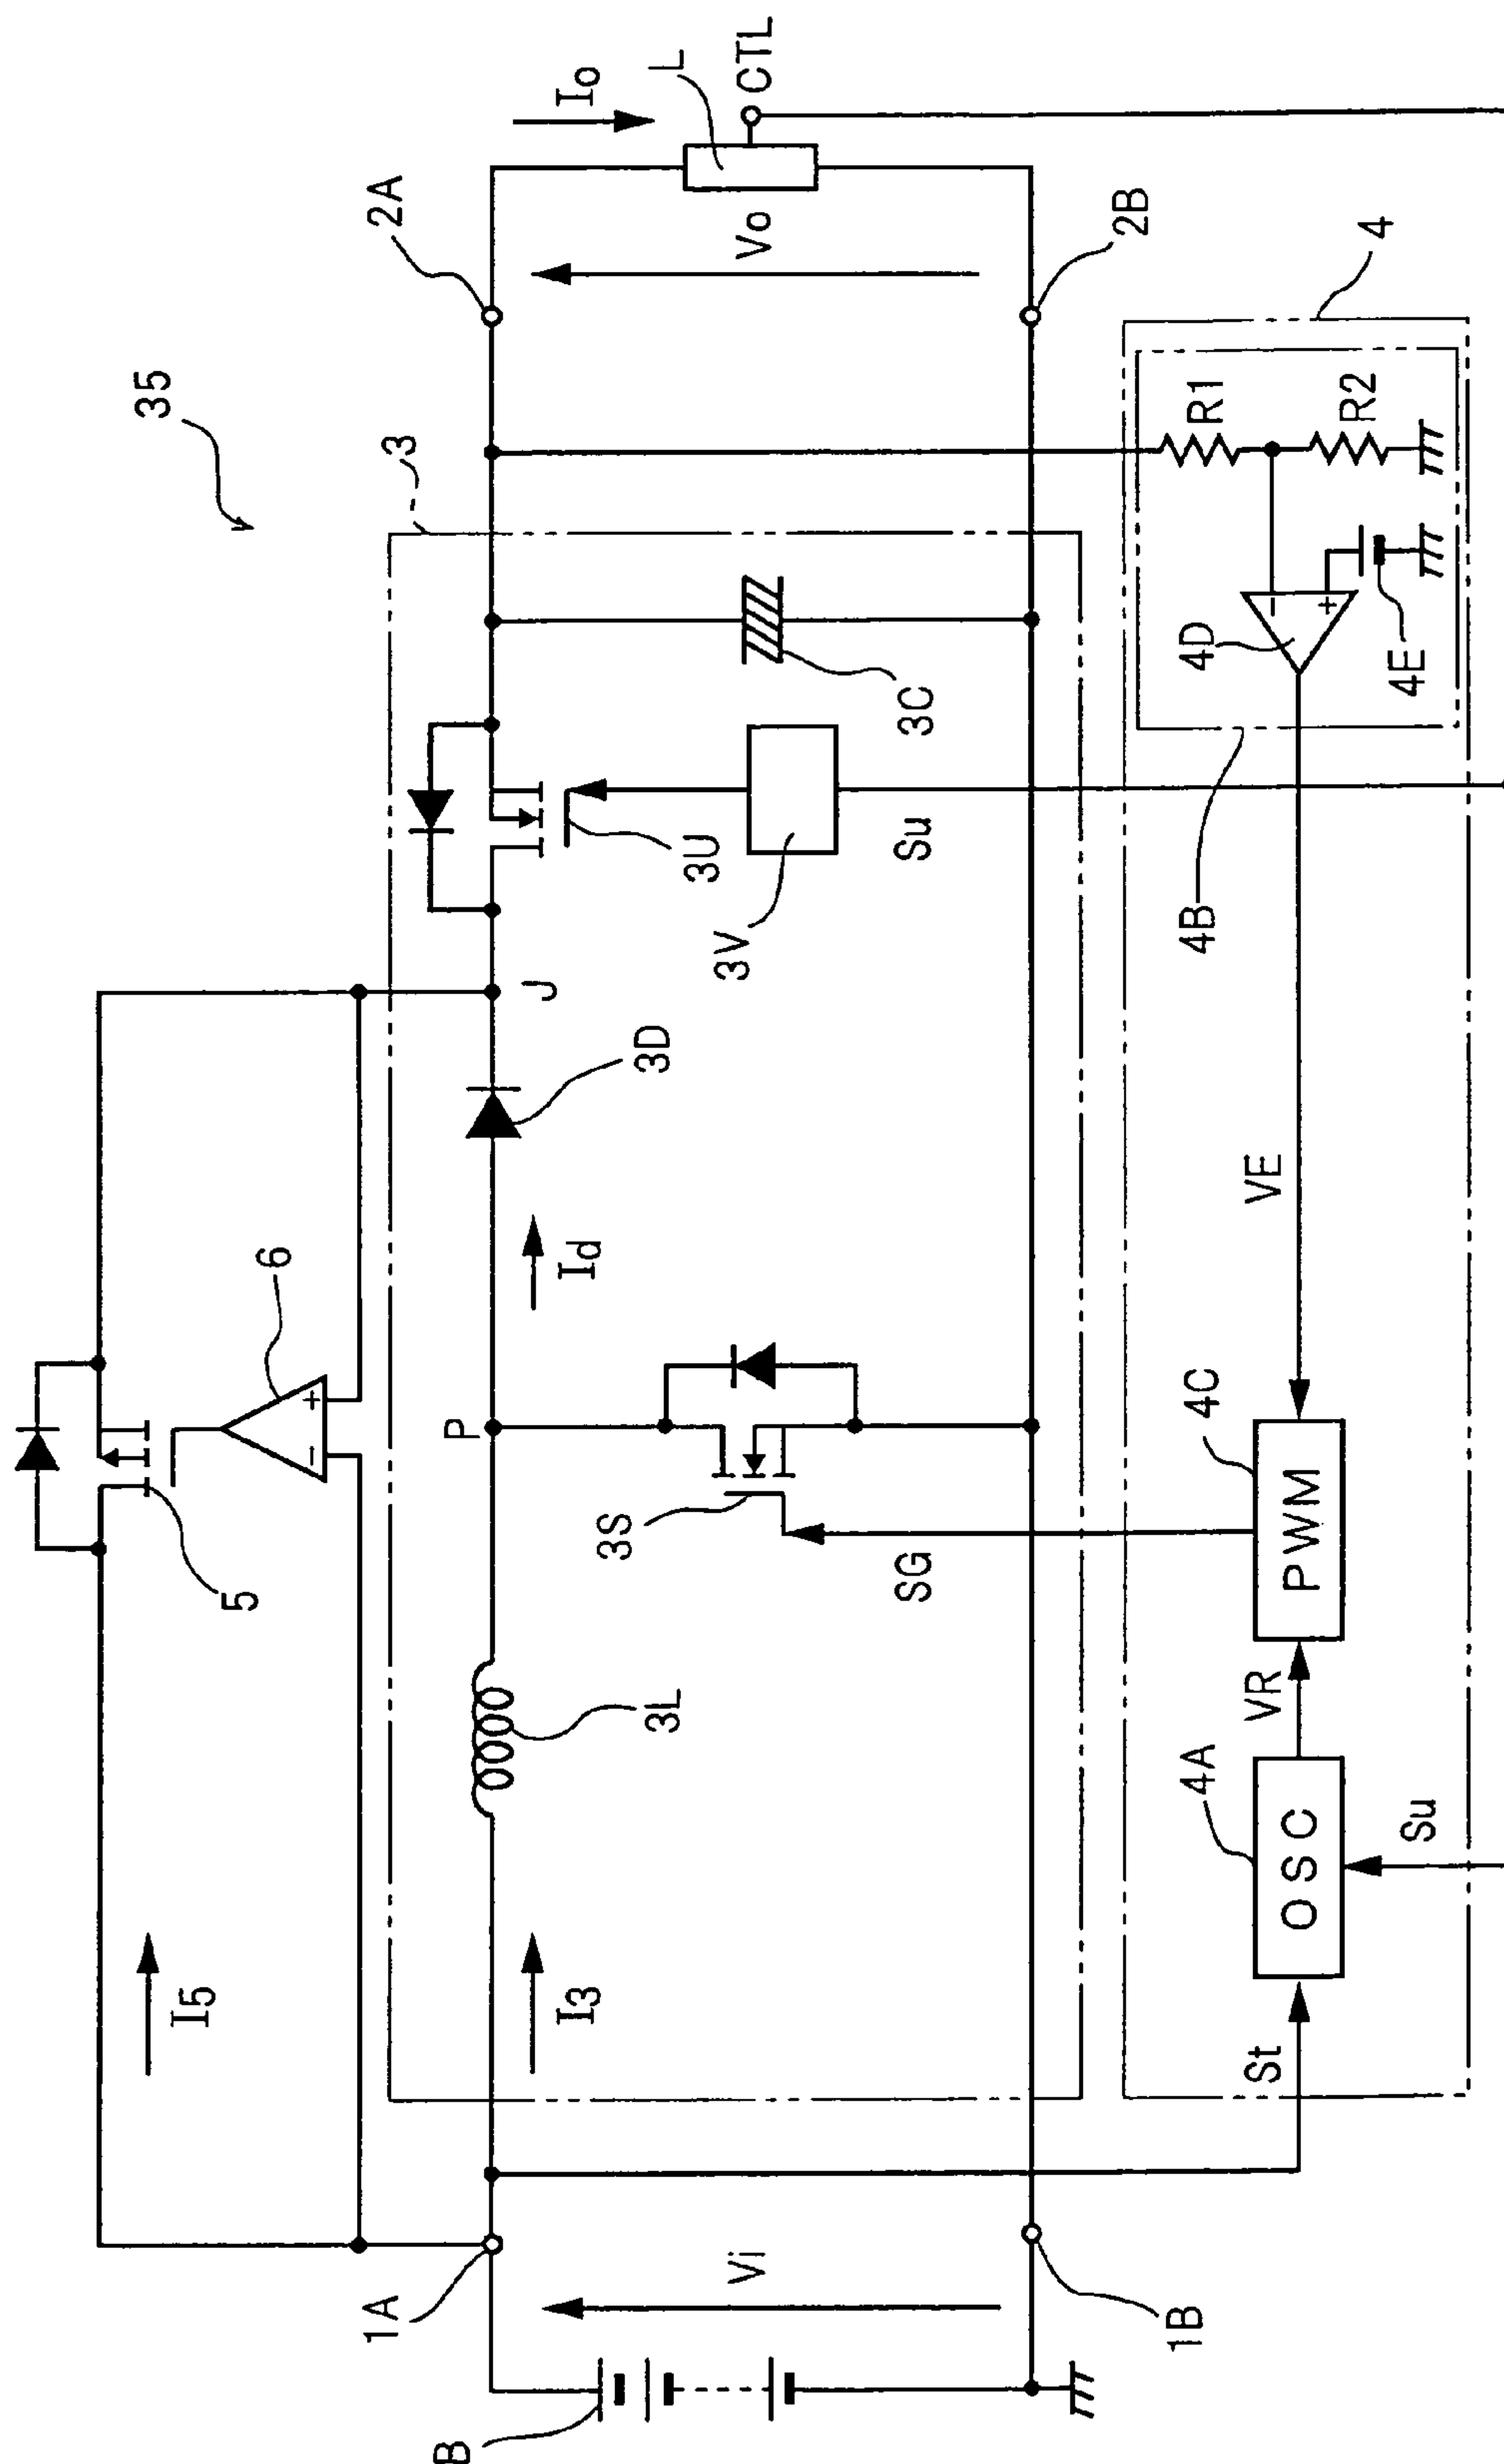 35
5
6
I5
B
1A
1B
Vi
I3
3L
P
Id
3D
J
3
3S
SG
3U
3V
Su
3C
2A
2B
Vo
Io
L
CTL
St
OSC
4A
Su
VR
PWM
4C
VE
4B
4D
-
+
4E
R1
R2
4
-
+